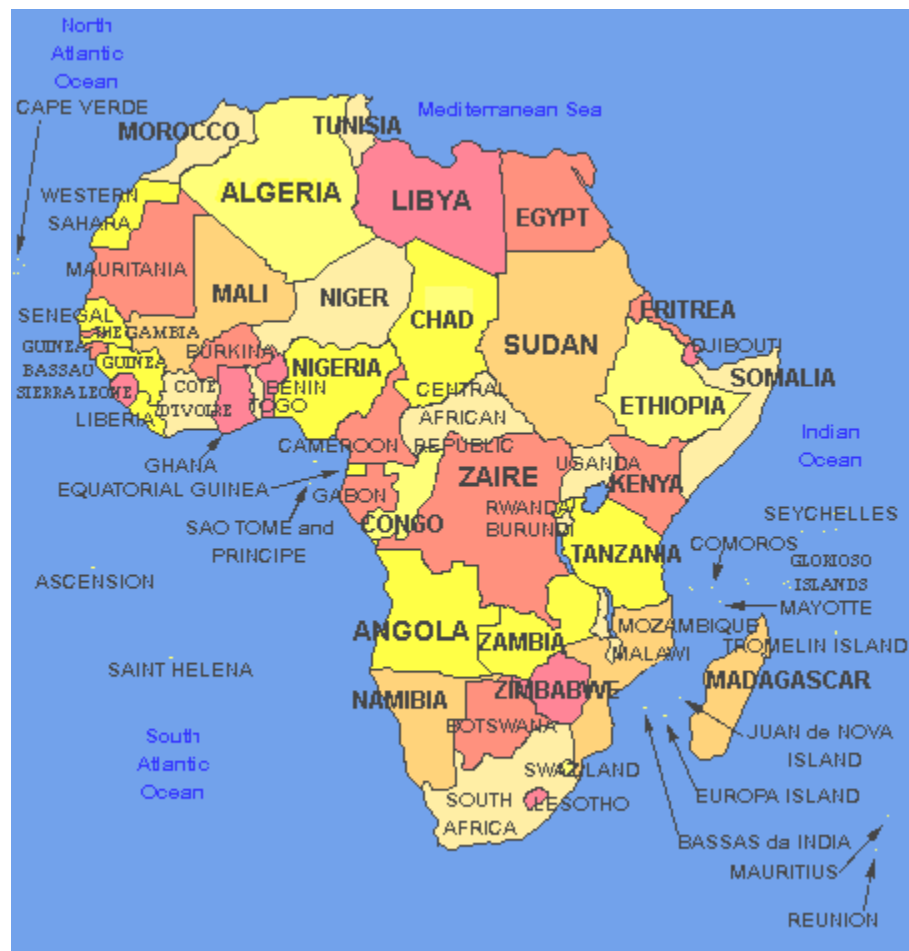 North
Atlantic
Ocean
CAPE VERDE
Mediterranean Sea
MOROCCO
TUNISIA
ALGERIA
LIBYA
EGYPT
WESTERN
SAHARA
MAURITANIA
MALI
NIGER
CHAD
SUDAN
ERITREA
DJIBOUTI
SOMALIA
SENEGAL
THE GAMBIA
GUINEA
BASSAU
GUINEA
SIERRA LEONE
LIBERIA
BURKINA
COTE
D'IVOIRE
GHANA
BENIN
TOGO
NIGERIA
CENTRAL
AFRICAN
REPUBLIC
CAMEROON
ETHIOPIA
Indian
Ocean
EQUATORIAL GUINEA
GABON
SAO TOME and
PRINCIPE
CONGO
ZAIRE
UGANDA
KENYA
RWANDA
BURUNDI
TANZANIA
SEYCHELLES
COMOROS
GLORIOSO
ISLANDS
MAYOTTE
ASCENSION
SAINT HELENA
ANGOLA
ZAMBIA
MOZAMBIQUE
MALAWI
TROMELIN ISLAND
MADAGASCAR
NAMIBIA
ZIMBABWE
BOTSWANA
South
Atlantic
Ocean
JUAN de NOVA
ISLAND
SWAZILAND
SOUTH
AFRICA
LESOTHO
EUROPA ISLAND
BASSAS da INDIA
MAURITIUS
REUNION